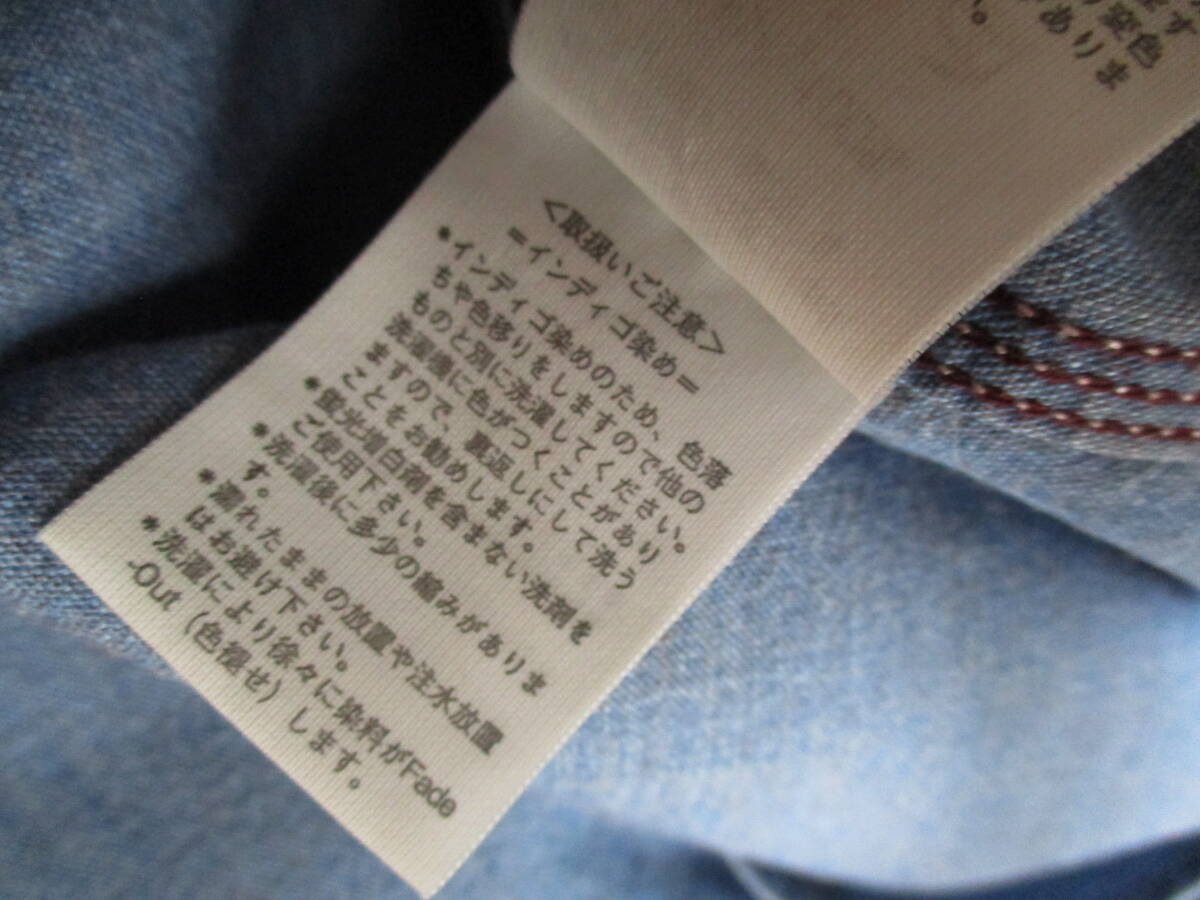 <取扱いご注意>
=インディゴ染め=
*インディゴ染めのため、色落
ちや色移りをしますので他の
ものと別に洗濯してください。
洗濯機に色がつくことがあり
ますので、裏返しにして洗う
ことをお勧めします。
*蛍光増白剤を含まない洗剤を
ご使用下さい。
*洗濯後に多少の縮みがありま
す。
*濡れたままの放置や注水放置
はお避け下さい。
*洗濯により徐々に染料がFade
-Out（色褪せ）します。
す
変色
ありま
。